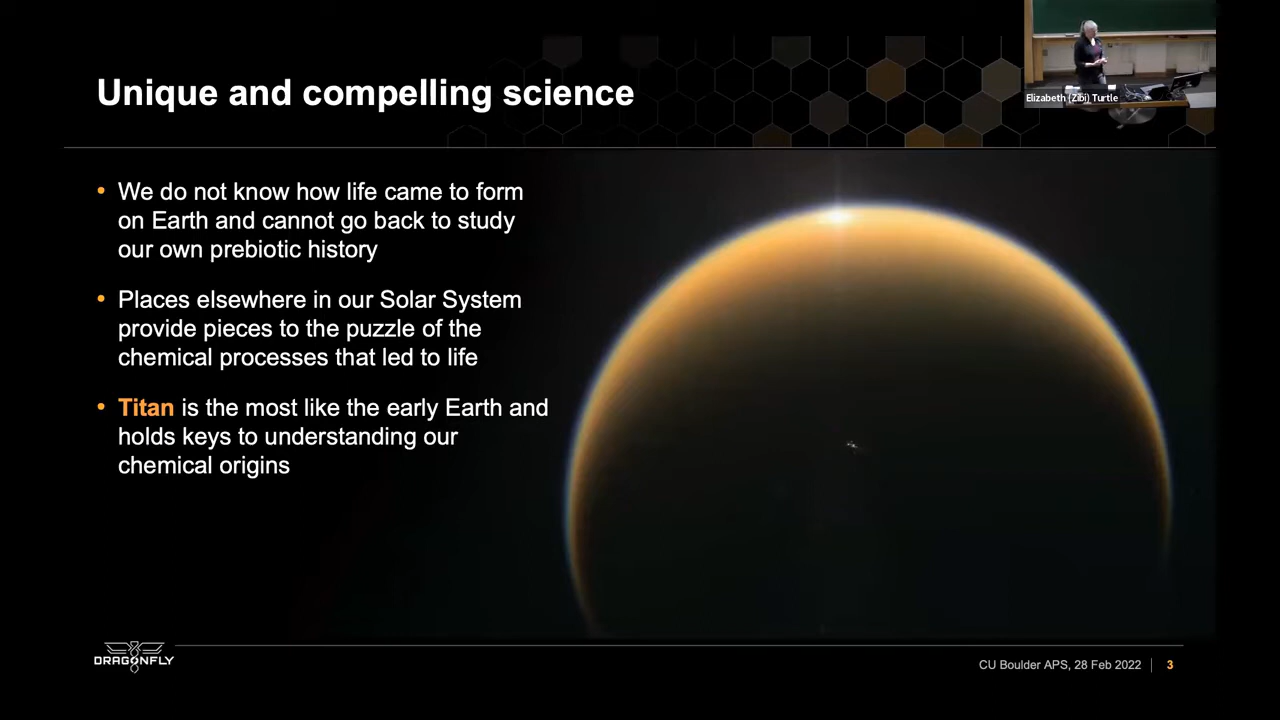 Unique and compelling science
Elizabeth (Zibi) Turtle
• We do not know how life came to form
on Earth and cannot go back to study
our own prebiotic history
• Places elsewhere in our Solar System
provide pieces to the puzzle of the
chemical processes that led to life
• Titan is the most like the early Earth and
holds keys to understanding our
chemical origins
DRAGONFLY
CU Boulder APS, 28 Feb 2022 | 3